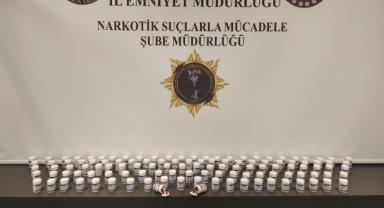 İL EMNİYET MÜDÜRLÜĞÜ
NARKOTİK SUÇLARLA MÜCADELE
ŞUBE MÜDÜRLÜĞÜ